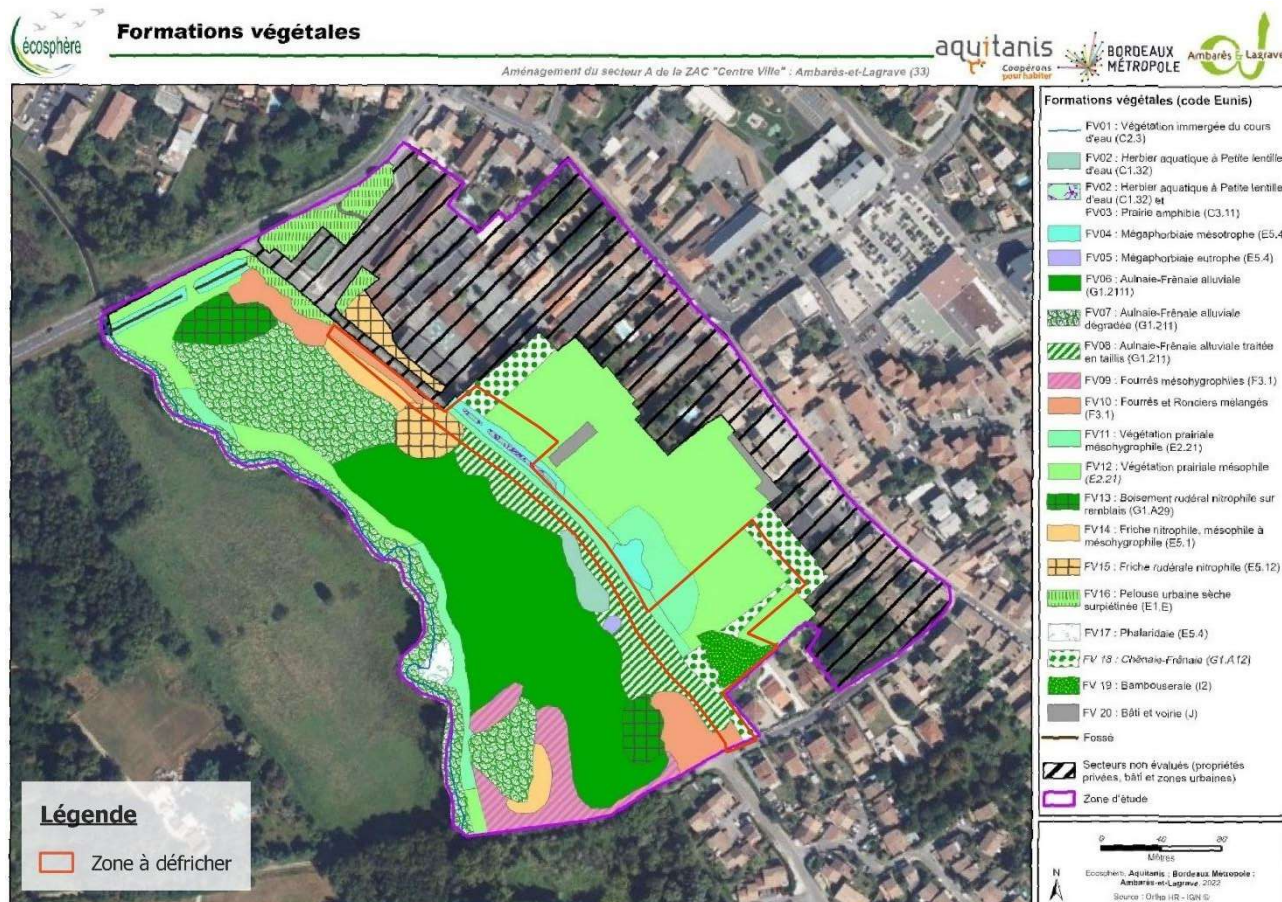 écosphère
Formations végétales
Aménagement du secteur A de la ZAC "Centre Ville" : Ambarès-et-Lagrave (33)
aquitanis
Coopérons
pour habiter
BORDEAUX
MÉTROPOLE
Ambarès & Lagrave
Formations végétales (code Eunis)
FV01 : Végétation immergée du cours
d'eau (C2.3)
FV02 : Herbier aquatique à Petite lentille
d'eau (C1.32)
FV02 : Herbier aquatique à Petite lentille
d'eau (C1.32) et
FV03 : Prairie amphibie (C3.11)
FV04 : Mégaphorbiaie mésotrophe (E5.4
FV05 : Mégaphorbiaie eutrophe (E5.4)
FV06 : Aulnaie-Frênaie alluviale
(G1.2111)
FV07 : Aulnaie-Frênaie alluviale
dégradée (G1.211)
FV08 : Aulnaie-Frênaie alluviale traitée
en taillis (G1.211)
FV09 : Fourrés mésohygrophiles (F3.1)
FV10 : Fourrés et Ronciers mélangés
(F3.1)
FV11 : Végétation prairiale
mésohygrophile (E2.21)
FV12 : Végétation prairiale mésophile
(E2.21)
FV13 : Boisement rudéral nitrophile sur
remblais (G1.A29)
FV14 : Friche nitrophile, mésophile à
mésohygrophile (E5.1)
FV15 : Friche rudérale nitrophile (E5.12)
FV16 : Pelouse urbaine sèche
surpiétinée (E1.E)
FV17 : Phalaridaie (E5.4)
FV 18 : Chênaie-Frênaie (G1.A12)
FV 19 : Bambouseraie (I2)
FV 20 : Bâti et voirie (J)
Fossé
Secteurs non évalués (propriétés
privées, bâti et zones urbaines)
Zone d'étude
Légende
Zone à défricher
0 40 80
Mètres
N
Ecosphère, Aquitanis ; Bordeaux Métropole ;
Ambarès-et-Lagrave, 2022
Source : Ortho HR - IGN ©